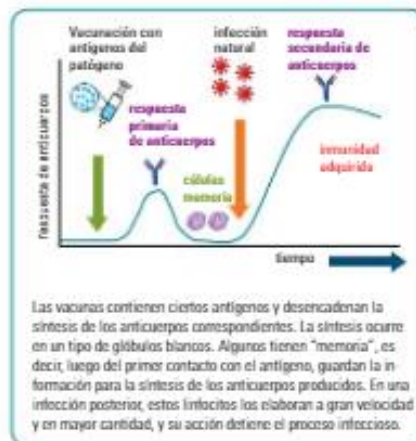 Vacunación con
antígenos del
patógeno
infección
natural
respuesta
secundaria de
anticuerpos
respuesta
primaria
de anticuerpos
células
memoria
inmunidad
adquirida
respuesta de anticuerpos
tiempo
Las vacunas contienen ciertos antígenos y desencadenan la
síntesis de los anticuerpos correspondientes. La síntesis ocurre
en un tipo de glóbulos blancos. Algunos tienen "memoria", es
decir, luego del primer contacto con el antígeno, guardan la in-
formación para la síntesis de los anticuerpos producidos. En una
infección posterior, estos linfocitos los elaboran a gran velocidad
y en mayor cantidad, y su acción detiene el proceso infeccioso.